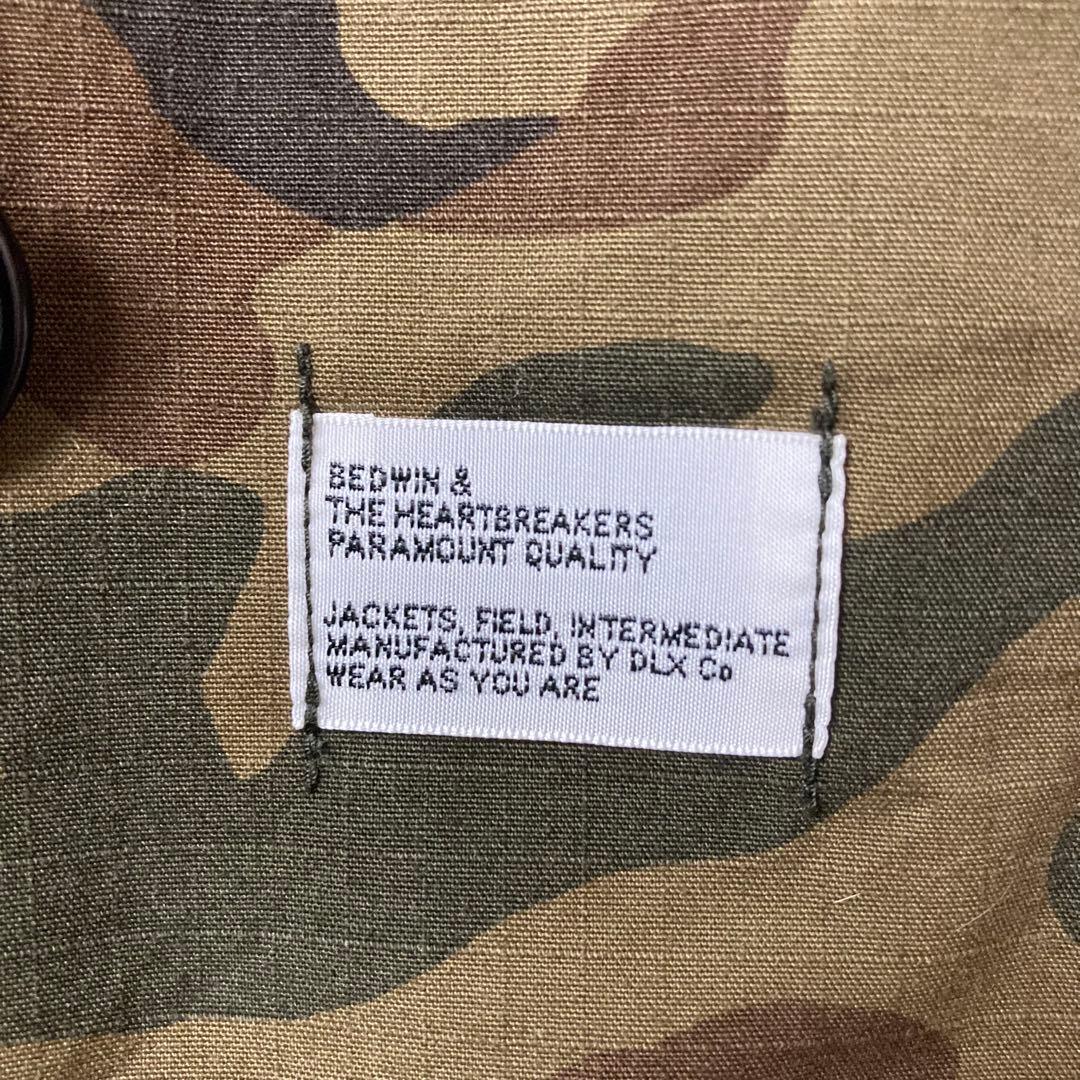 BEDWIN &
THE HEARTBREAKERS
PARAMOUNT QUALITY
JACKETS, FIELD, INTERMEDIATE
MANUFACTURED BY DLX Co
WEAR AS YOU ARE